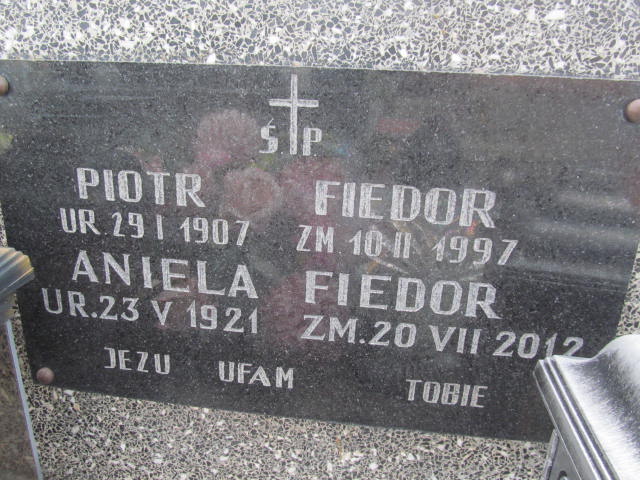 Ś.P.
PIOTR FIEDOR
UR. 29 I 1907 ZM 10 II 1997
ANIELA FIEDOR
UR. 23 V 1921 ZM. 20 VII 2012
JEZU UFAM TOBIE